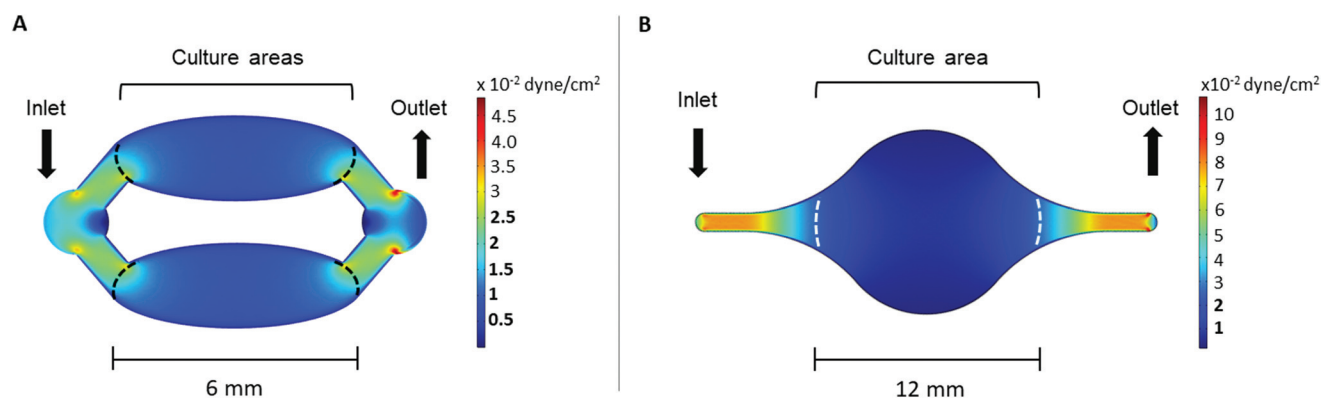 A
Culture areas
Inlet
Outlet
x 10⁻² dyne/cm²
4.5
4.0
3.5
3
2.5
2
1.5
1
0.5
6 mm
B
Culture area
Inlet
Outlet
x10⁻² dyne/cm²
10
9
8
7
6
5
4
3
2
1
12 mm